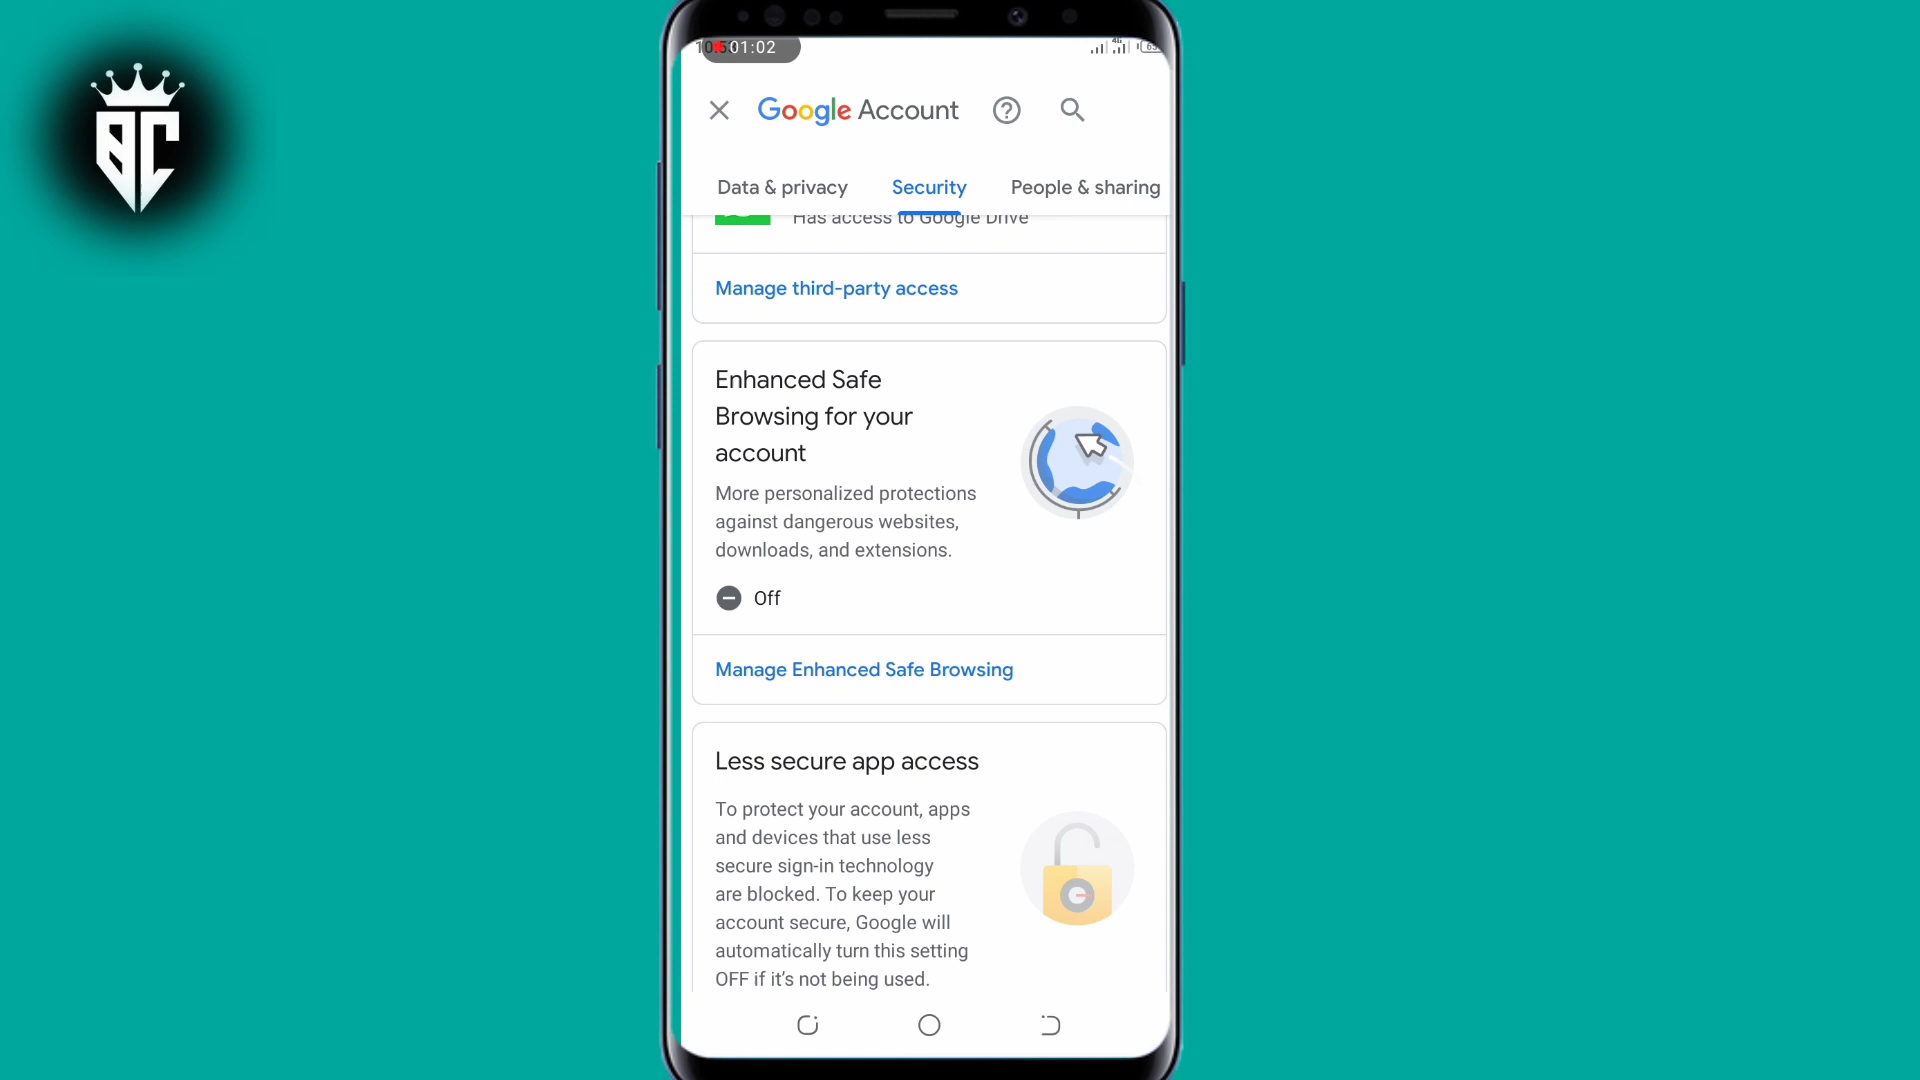 BC
01:02
Google Account
Data & privacy
Security
People & sharing
Has access to Google Drive
Manage third-party access
Enhanced Safe
Browsing for your
account
More personalized protections
against dangerous websites,
downloads, and extensions.
Off
Manage Enhanced Safe Browsing
Less secure app access
To protect your account, apps
and devices that use less
secure sign-in technology
are blocked. To keep your
account secure, Google will
automatically turn this setting
OFF if it's not being used.